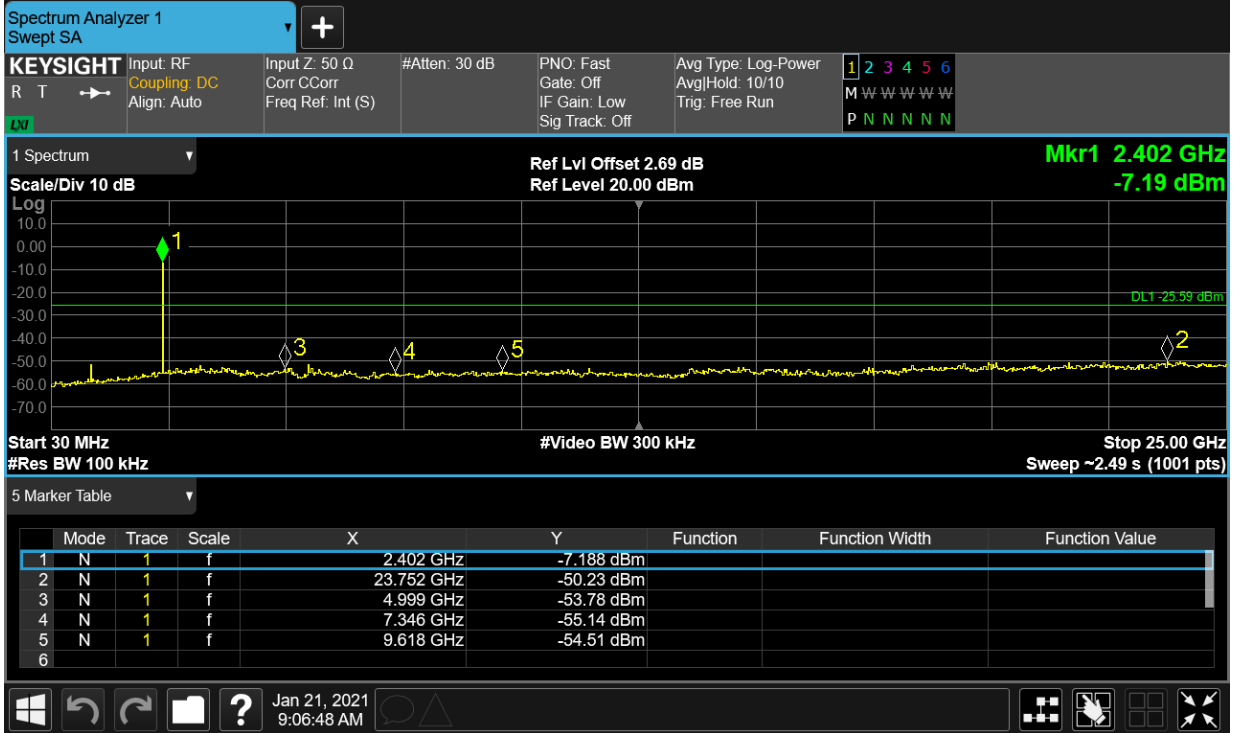 Spectrum Analyzer 1
Swept SA
KEYSIGHT
R T
LXI
Input: RF
Coupling: DC
Align: Auto
Input Z: 50 Ω
Corr CCorr
Freq Ref: Int (S)
#Atten: 30 dB
PNO: Fast
Gate: Off
IF Gain: Low
Sig Track: Off
Avg Type: Log-Power
Avg|Hold: 10/10
Trig: Free Run
1 2 3 4 5 6
M W W W W W
P N N N N N
1 Spectrum
Scale/Div 10 dB
Ref Lvl Offset 2.69 dB
Ref Level 20.00 dBm
Mkr1 2.402 GHz
-7.19 dBm
Log
10.0
0.00
-10.0
-20.0
-30.0
-40.0
-50.0
-60.0
-70.0
1
3
4
5
2
DL1 -25.59 dBm
Start 30 MHz
#Video BW 300 kHz
Stop 25.00 GHz
#Res BW 100 kHz
Sweep ~2.49 s (1001 pts)
5 Marker Table
Mode Trace Scale X Y Function Function Width Function Value
1 N 1 f 2.402 GHz -7.188 dBm
2 N 1 f 23.752 GHz -50.23 dBm
3 N 1 f 4.999 GHz -53.78 dBm
4 N 1 f 7.346 GHz -55.14 dBm
5 N 1 f 9.618 GHz -54.51 dBm
6
?
Jan 21, 2021
9:06:48 AM